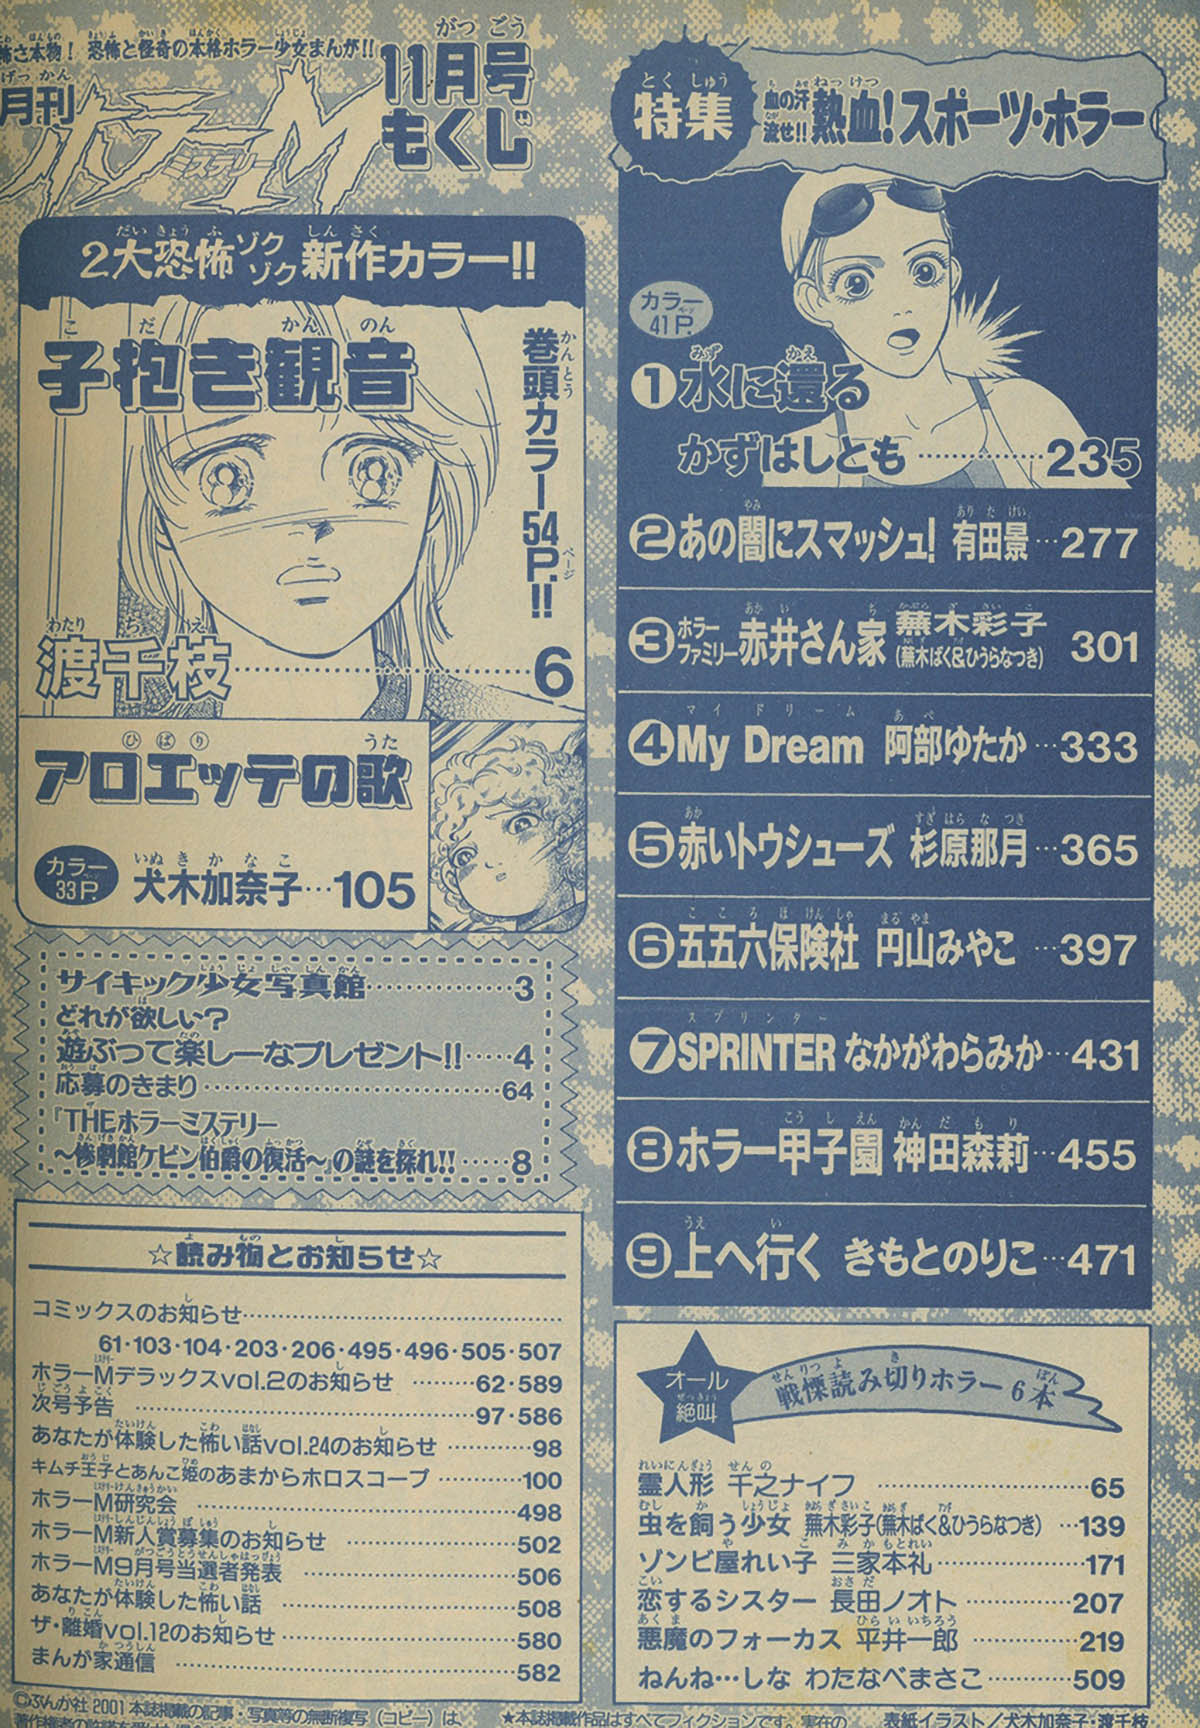 怖さ本物! 恐怖と怪奇の本格ホラー少女まんが!!
月刊
ホラーM
ミステリー
11月号
もくじ
2大恐怖ゾクゾク新作カラー!!
子抱き観音
巻頭カラー54P.!!
渡千枝 6
アロエッテの歌
カラー33P.
犬木加奈子…105
サイキック少女写真館 3
どれが欲しい?
遊ぶって楽しーなプレゼント!! 4
応募のきまり 64
『THEホラーミステリー
〜惨劇館ケビン伯爵の復活〜』の謎を探れ!! 8
☆読み物とお知らせ☆
コミックスのお知らせ
61・103・104・203・206・495・496・505・507
ホラーMデラックスvol.2のお知らせ 62・589
次号予告 97・586
あなたが体験した怖い話vol.24のお知らせ 98
キムチ王子とあんこ姫のあまからホロスコープ 100
ホラーM研究会 498
ホラーM新人賞募集のお知らせ 502
ホラーM9月号当選者発表 506
あなたが体験した怖い話 508
ザ・離婚vol.12のお知らせ 580
まんが家通信 582
©ぶんか社 2001 本誌掲載の記事・写真等の無断複写(コピー)は、
特集
血の汗流せ!! 熱血!スポーツ・ホラー
カラー41P.
①水に還る
かずはしとも 235
②あの闇にスマッシュ! 有田景…277
③ホラーファミリー赤井さん家 蕪木彩子(蕪木ばく&ひうらなつき) 301
④My Dream 阿部ゆたか…333
⑤赤いトウシューズ 杉原那月…365
⑥五五六保険社 円山みやこ…397
⑦SPRINTER なかがわらみか…431
⑧ホラー甲子園 神田森莉…455
⑨上へ行く きもとのりこ…471
オール絶叫
戦慄読み切りホラー6本
霊人形 千之ナイフ 65
虫を飼う少女 蕪木彩子(蕪木ばく&ひうらなつき) …139
ゾンビ屋れい子 三家本礼 171
恋するシスター 長田ノオト 207
悪魔のフォーカス 平井一郎 219
ねんね…しな わたなべまさこ 509
★本誌掲載作品はすべてフィクションです。実在の
表紙イラスト/犬木加奈子・渡千枝